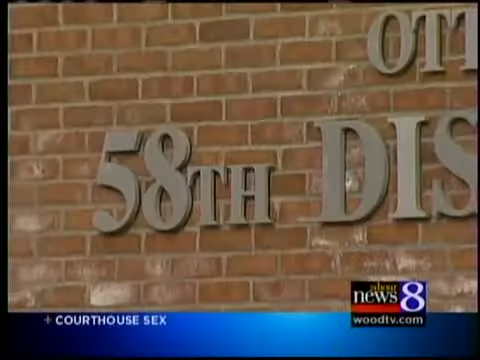 OTT
58TH DIS
about
news 8
woodtv.com
+ COURTHOUSE SEX